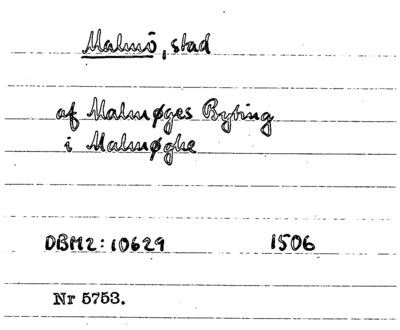 Malmö, stad
af Malmøges Byting
i Malmøghe
DBM2:10629 1506
Nr 5753.